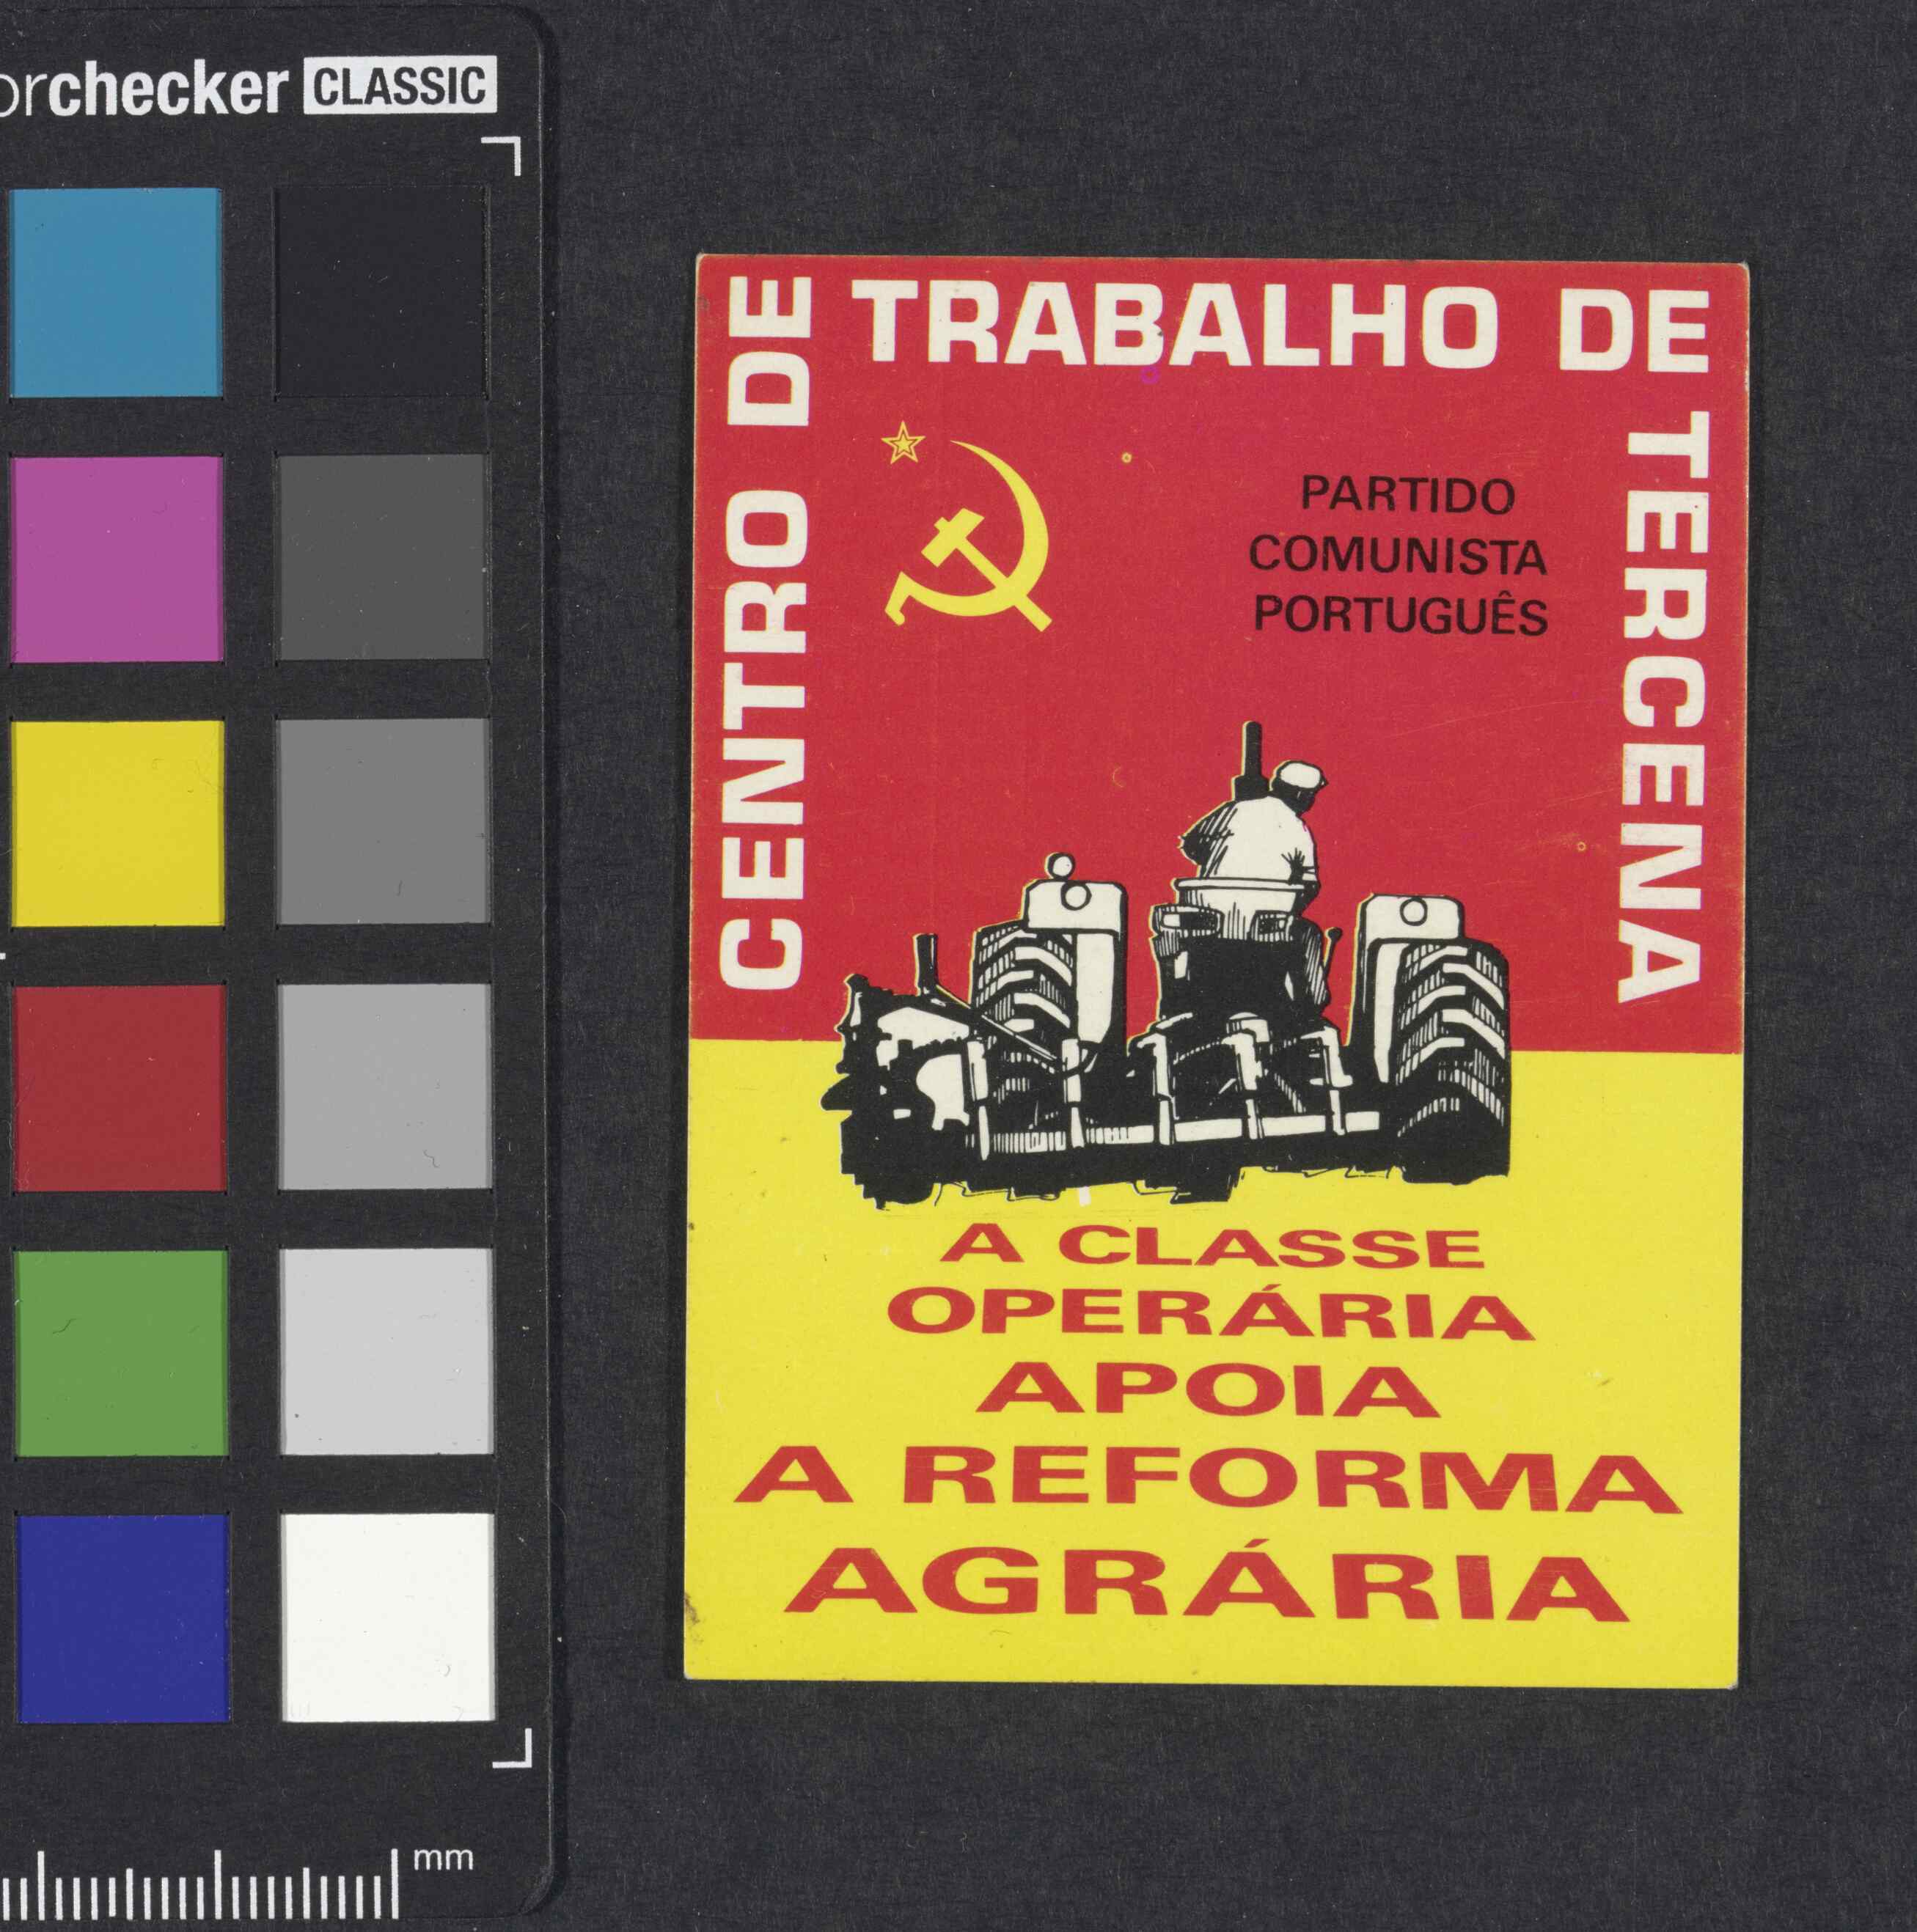 orchecker CLASSIC
CENTRO DE
TRABALHO DE
TERCENA
PARTIDO
COMUNISTA
PORTUGUÊS
A CLASSE
OPERÁRIA
APOIA
A REFORMA
AGRÁRIA
mm